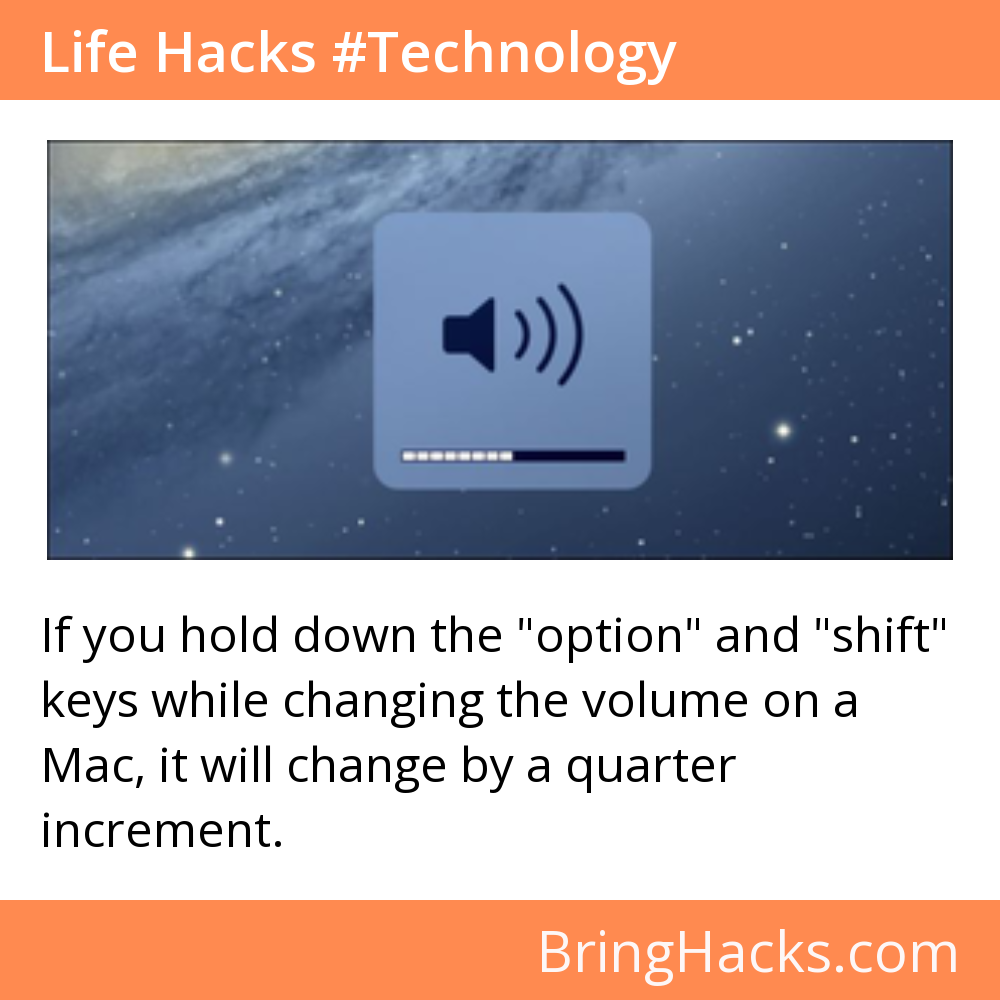 Life Hacks #Technology
If you hold down the "option" and "shift"
keys while changing the volume on a
Mac, it will change by a quarter
increment.
BringHacks.com